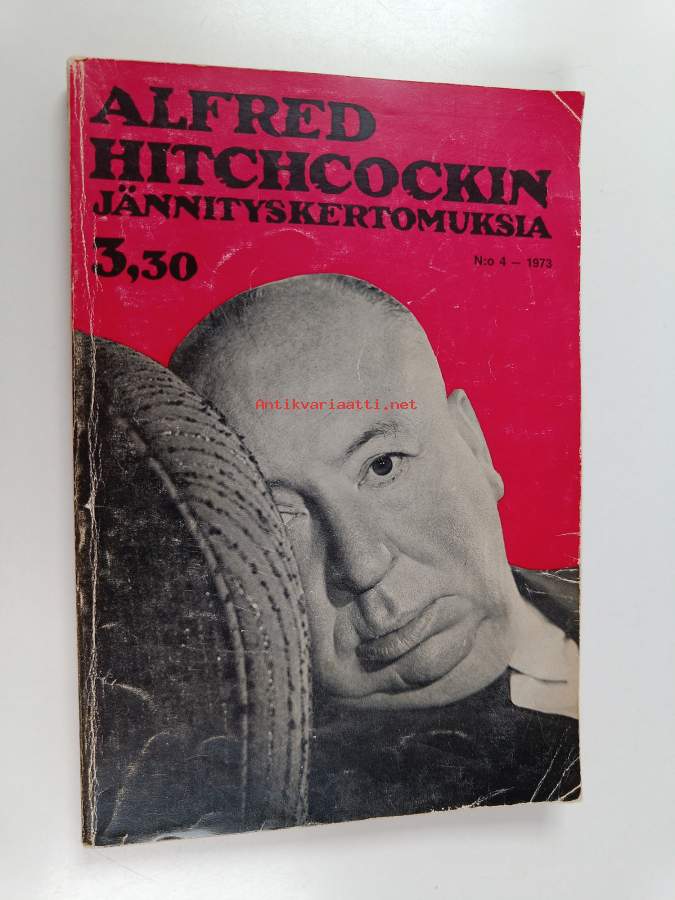 ALFRED
HITCHCOCKIN
JÄNNITYSKERTOMUKSIA
3,30
N:o 4 — 1973
Antikvariaatti.net